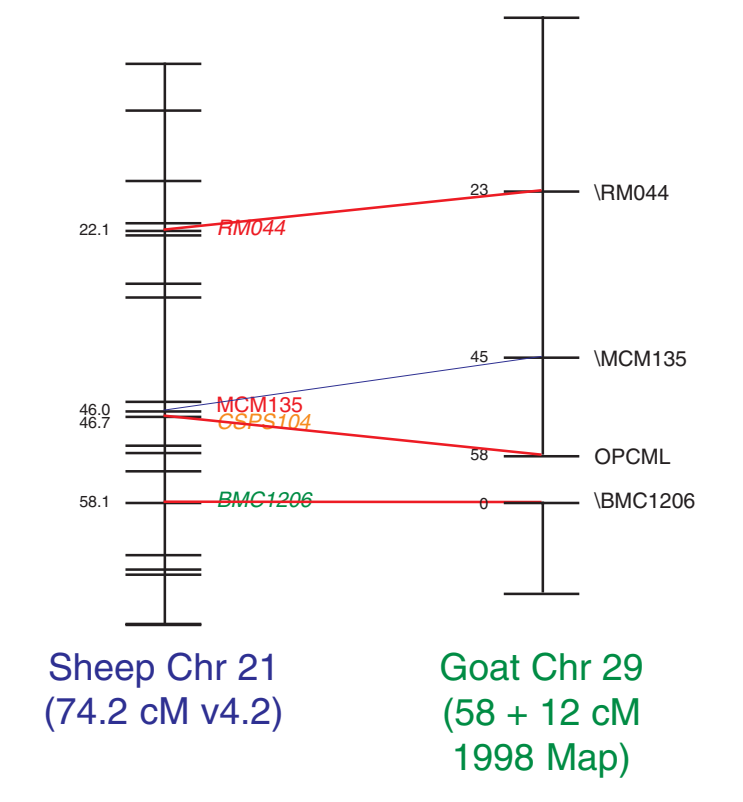 23 \RM044
22.1 RM044
45 \MCM135
46.0 MCM135
46.7 CSPS104
58 OPCML
58.1 BMC1206
0 \BMC1206
Sheep Chr 21
(74.2 cM v4.2)
Goat Chr 29
(58 + 12 cM
1998 Map)